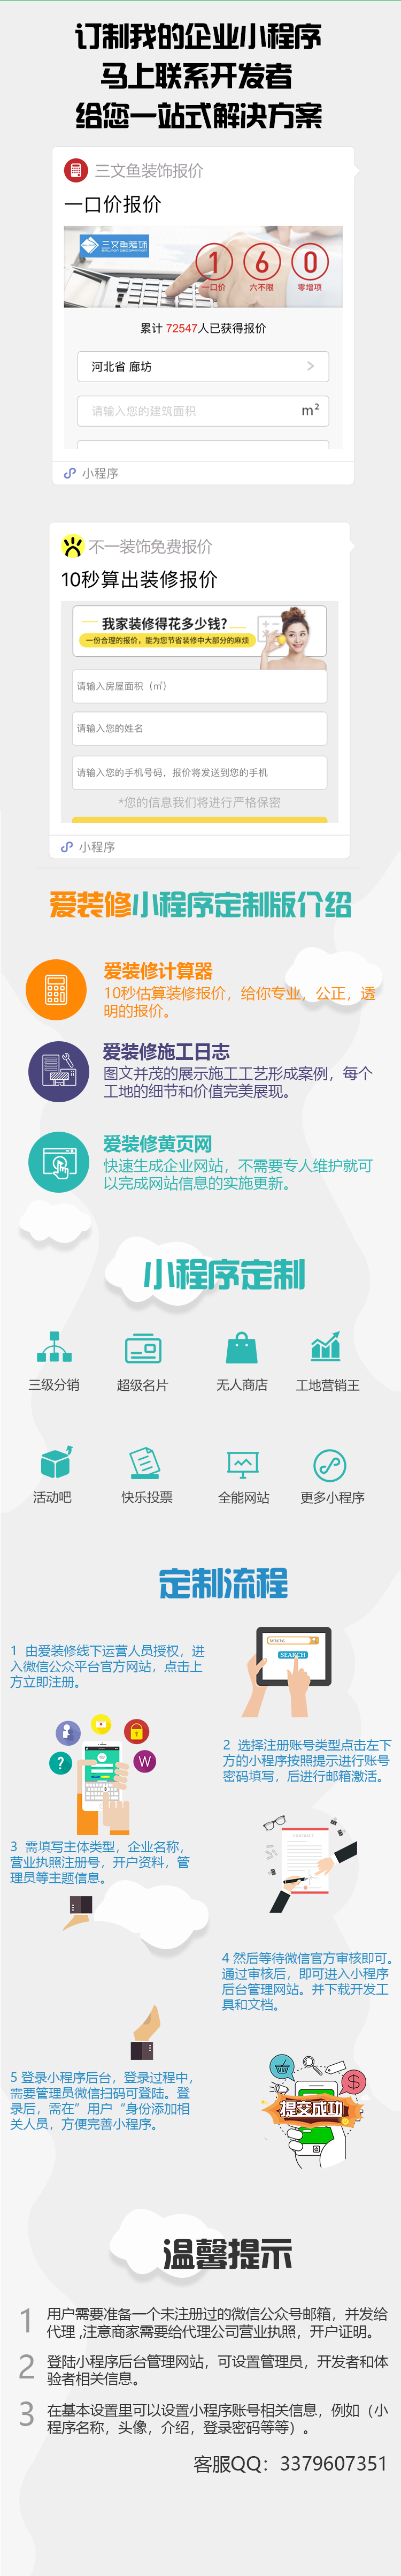 订制我的企业小程序
马上联系开发者
给您一站式解决方案
三文鱼装饰报价
一口价报价
三文鱼装饰
1 6 0
一口价 六不限 零增项
累计 72547人已获得报价
河北省 廊坊
请输入您的建筑面积 m²
小程序
不一装饰免费报价
10秒算出装修报价
我家装修得花多少钱?
一份合理的报价，能为您节省装修中大部分的麻烦
请输入房屋面积（㎡）
请输入您的姓名
请输入您的手机号码，报价将发送到您的手机
*您的信息我们将进行严格保密
小程序
爱装修小程序定制版介绍
爱装修计算器
10秒估算装修报价，给你专业，公正，透
明的报价。
爱装修施工日志
图文并茂的展示施工工艺形成案例，每个
工地的细节和价值完美展现。
爱装修黄页网
快速生成企业网站，不需要专人维护就可
以完成网站信息的实施更新。
小程序定制
三级分销 超级名片 无人商店 工地营销王
活动吧 快乐投票 全能网站 更多小程序
定制流程
1 由爱装修线下运营人员授权，进
入微信公众平台官方网站，点击上
方立即注册。
WWW.
SEARCH
2 选择注册账号类型点击左下
方的小程序按照提示进行账号
密码填写，后进行邮箱激活。
?
W
3 需填写主体类型，企业名称，
营业执照注册号，开户资料，管
理员等主题信息。
CONTRACT
4 然后等待微信官方审核即可。
通过审核后，即可进入小程序
后台管理网站。并下载开发工
具和文档。
5 登录小程序后台，登录过程中，
需要管理员微信扫码可登陆。登
录后，需在”用户“身份添加相
关人员，方便完善小程序。
$
提交成功
温馨提示
1 用户需要准备一个未注册过的微信公众号邮箱，并发给
代理 ,注意商家需要给代理公司营业执照，开户证明。
2 登陆小程序后台管理网站，可设置管理员，开发者和体
验者相关信息。
3 在基本设置里可以设置小程序账号相关信息，例如（小
程序名称，头像，介绍，登录密码等等）。
客服QQ：3379607351